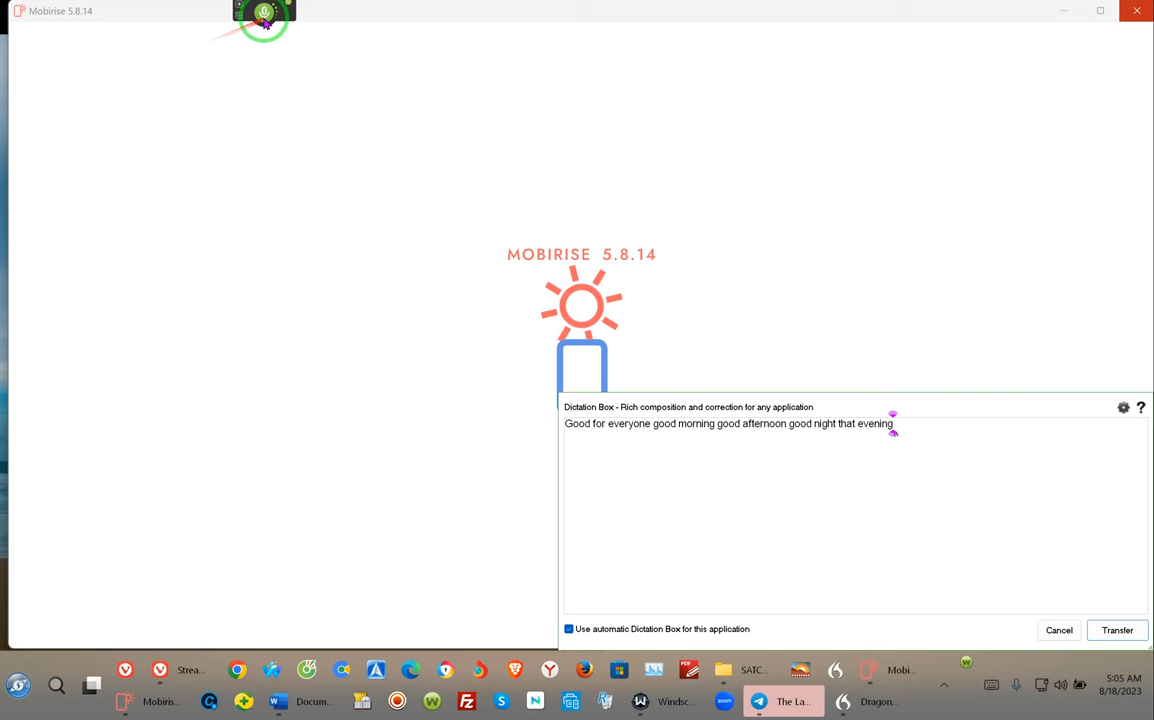 Mobirise 5.8.14
MOBIRISE 5.8.14
Dictation Box - Rich composition and correction for any application
Good for everyone good morning good afternoon good night that evening
Use automatic Dictation Box for this application
Cancel
Transfer
Strea...
SATC...
Mobi...
5:05 AM
Mobiris...
Docum...
Windsc...
The La...
Dragon...
8/18/2023